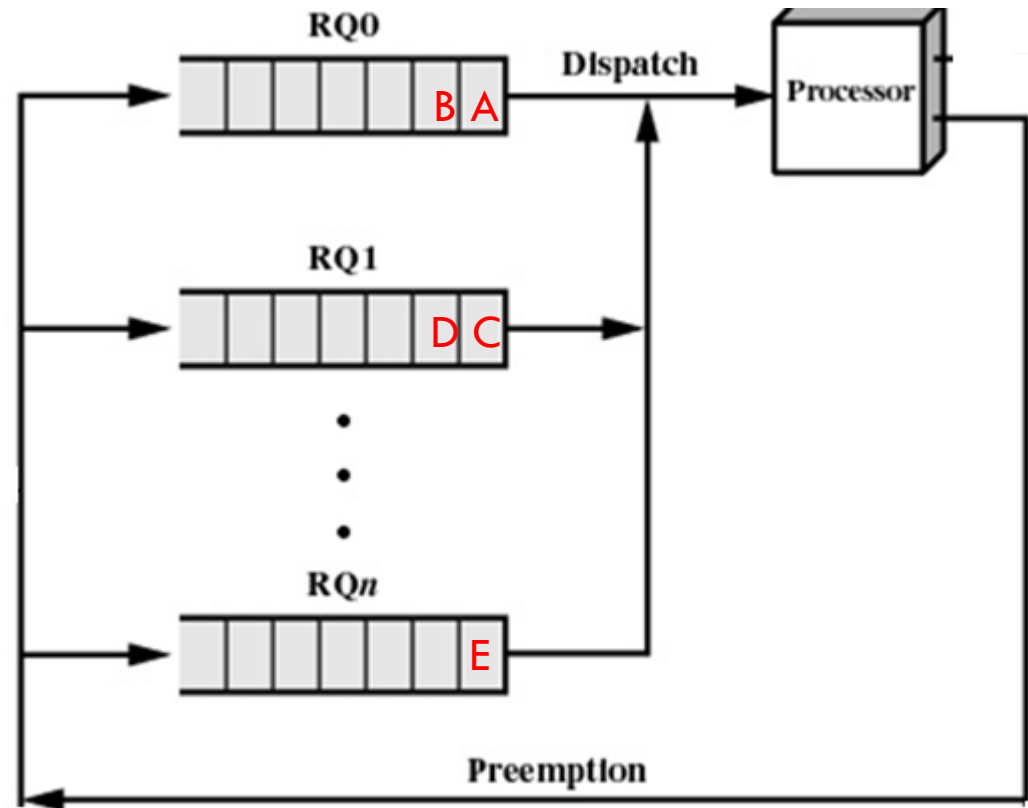 RQ0
Dispatch
B A
Processor
RQ1
D C
RQn
E
Preemption